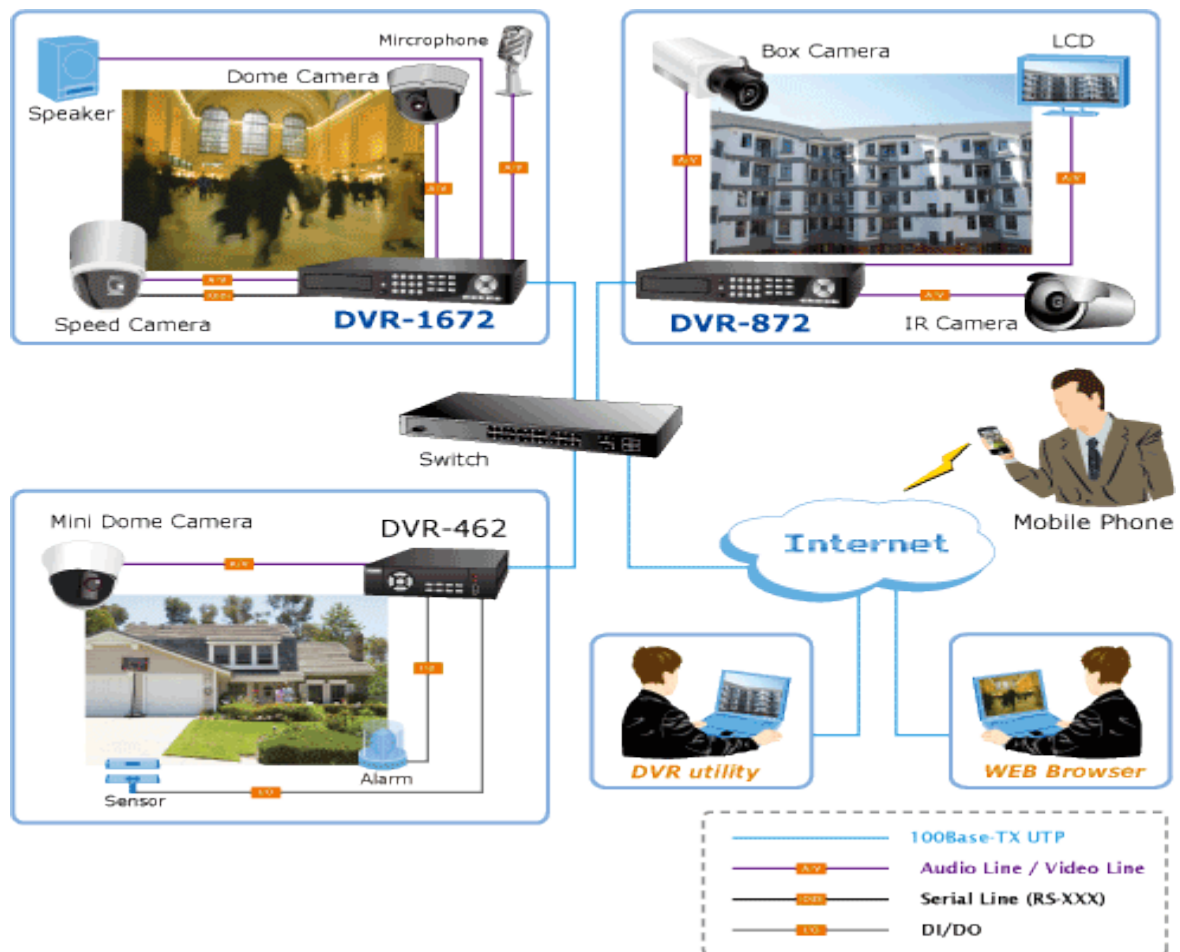 Mircrophone
Dome Camera
Speaker
A/V
A/V
A/V
Speed Camera
DVR-1672
Box Camera
LCD
A/V
A/V
A/V
DVR-872
IR Camera
Switch
Mobile Phone
Internet
Mini Dome Camera
DVR-462
A/V
I/O
Alarm
Sensor
I/O
DVR utility
WEB Browser
100Base-TX UTP
A/V
Audio Line / Video Line
Serial Line (RS-XXX)
I/O
DI/DO